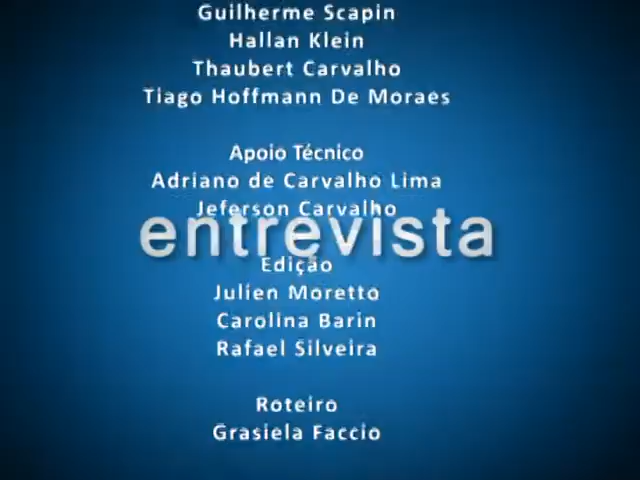 Guilherme Scapin
Hallan Klein
Thaubert Carvalho
Tiago Hoffmann De Moraes
Apoio Técnico
Adriano de Carvalho Lima
Jeferson Carvalho
entrevista
Edição
Julien Moretto
Carolina Barin
Rafael Silveira
Roteiro
Grasiela Faccio